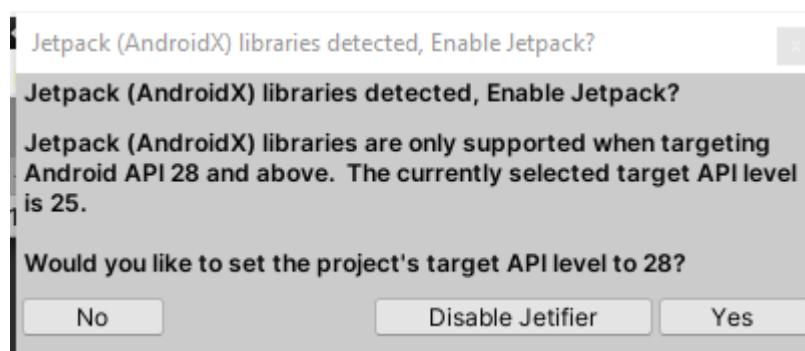 Jetpack (AndroidX) libraries detected, Enable Jetpack?
Jetpack (AndroidX) libraries detected, Enable Jetpack?
Jetpack (AndroidX) libraries are only supported when targeting
Android API 28 and above. The currently selected target API level
is 25.
Would you like to set the project's target API level to 28?
No
Disable Jetifier
Yes